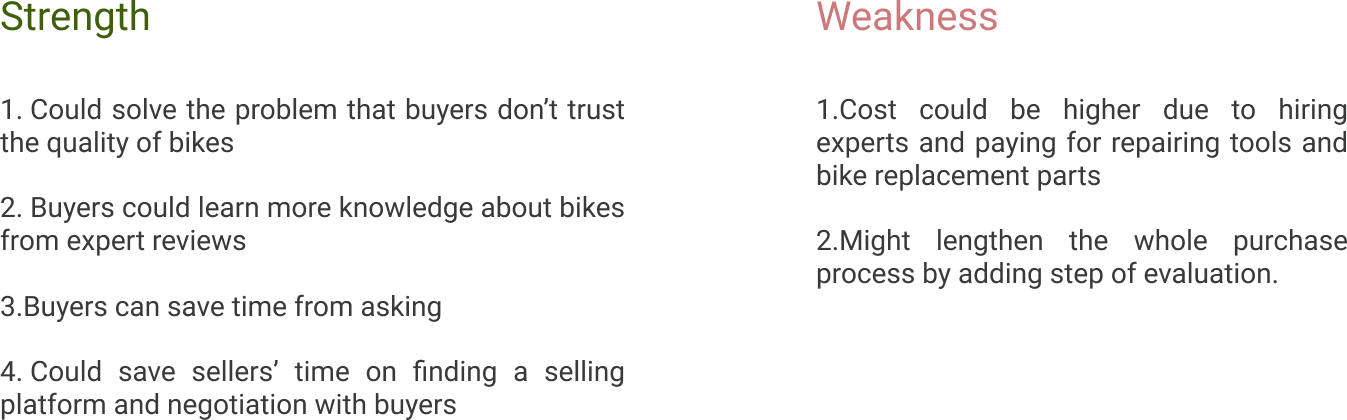 Strength
1. Could solve the problem that buyers don’t trust
the quality of bikes
2. Buyers could learn more knowledge about bikes
from expert reviews
3.Buyers can save time from asking
4. Could save sellers’ time on finding a selling
platform and negotiation with buyers
Weakness
1.Cost could be higher due to hiring
experts and paying for repairing tools and
bike replacement parts
2.Might lengthen the whole purchase
process by adding step of evaluation.